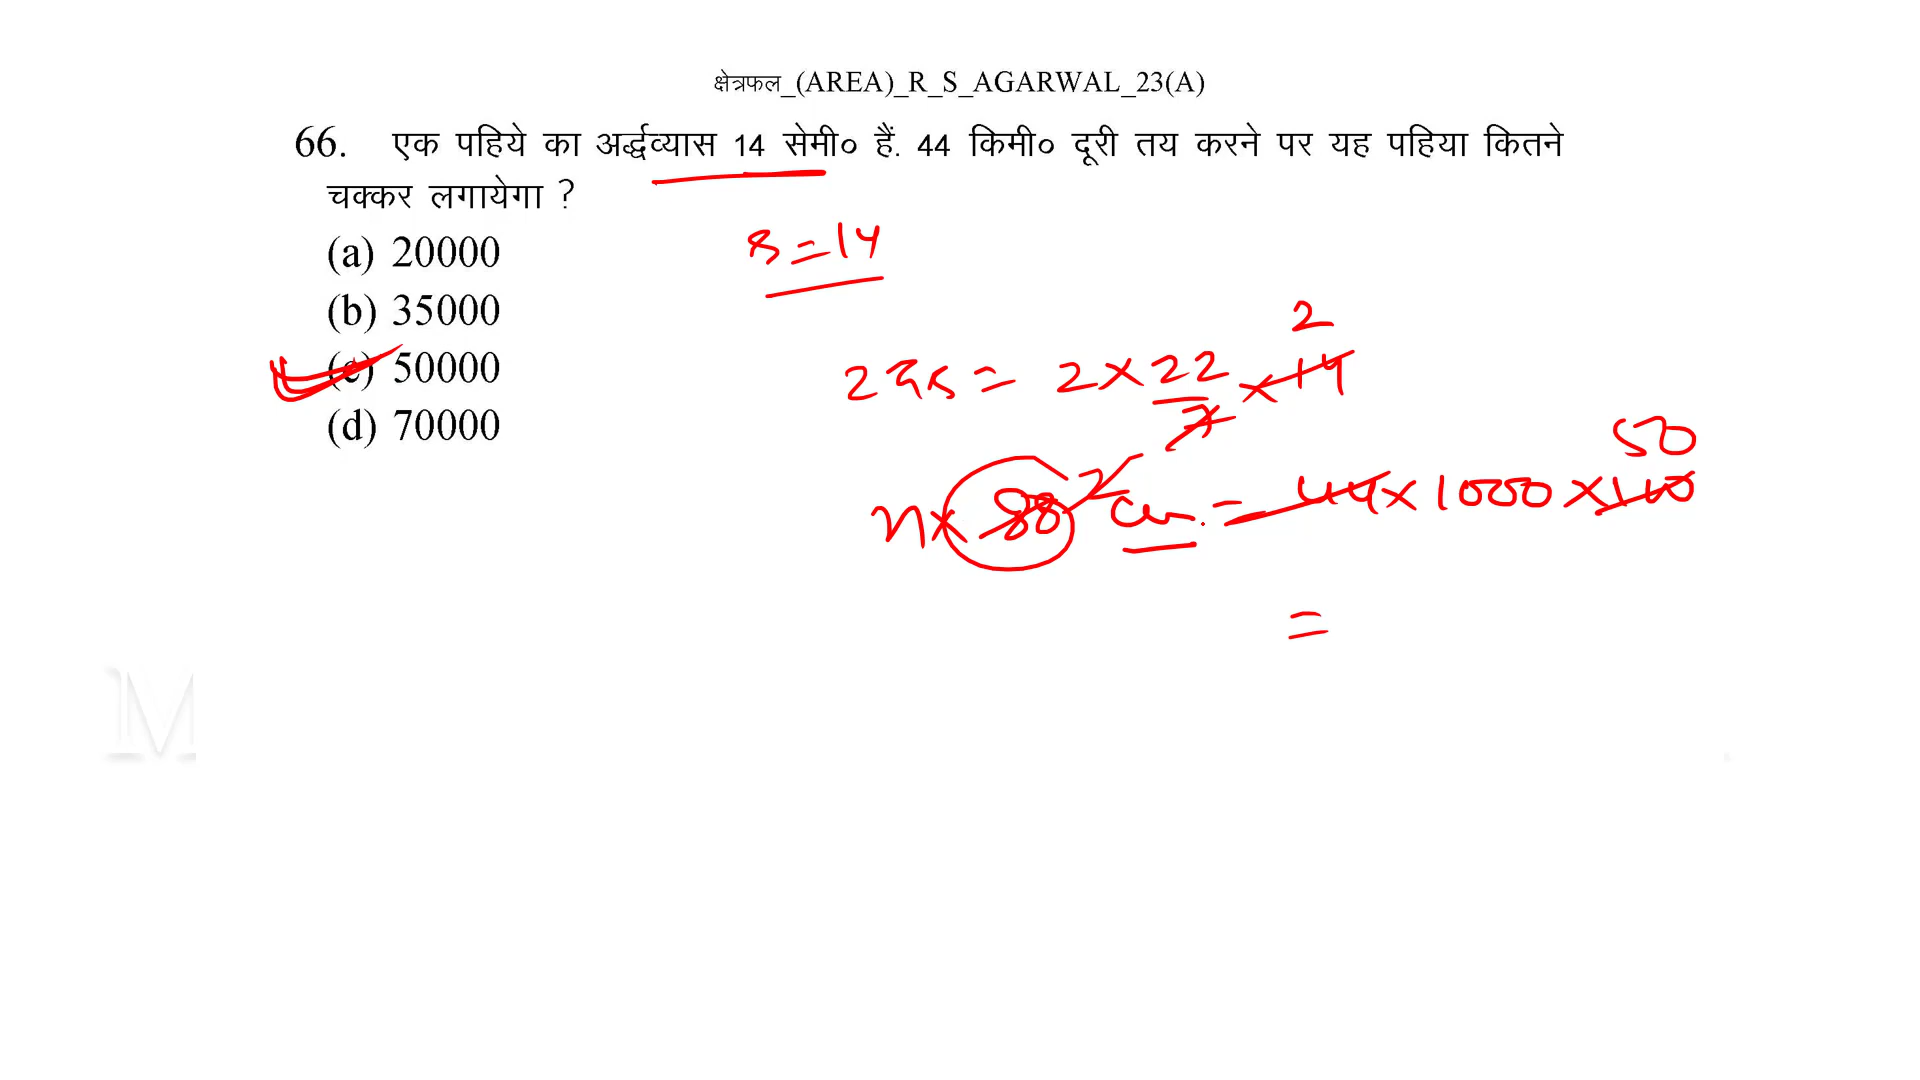 क्षेत्रफल_(AREA)_R_S_AGARWAL_23(A)
66. एक पहिये का अर्द्धव्यास 14 सेमी० हैं. 44 किमी० दूरी तय करने पर यह पहिया कितने
चक्कर लगायेगा ?
(a) 20000
(b) 35000
(c) 50000
(d) 70000
r = 14
2
2πr = 2 × 22/7 × 14
50
n × 88 2 cm = 44 × 1000 × 100
=
M